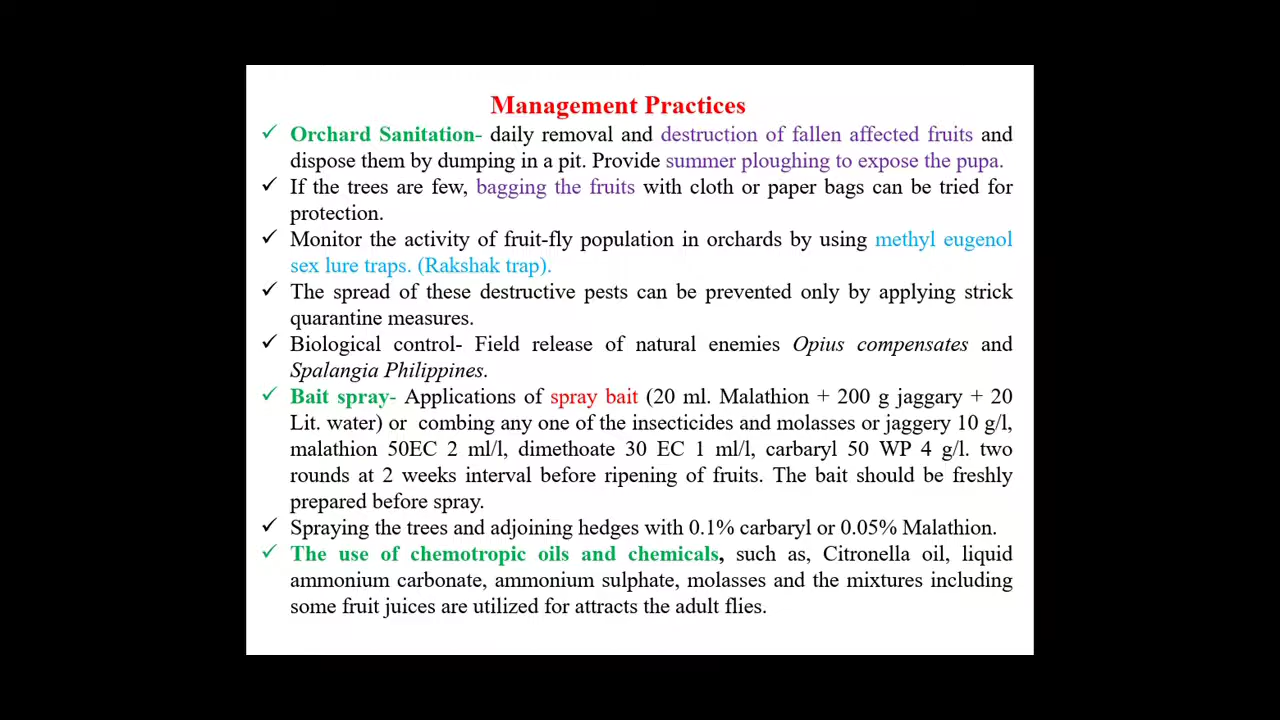 Management Practices
✓ Orchard Sanitation- daily removal and destruction of fallen affected fruits and
dispose them by dumping in a pit. Provide summer ploughing to expose the pupa.
✓ If the trees are few, bagging the fruits with cloth or paper bags can be tried for
protection.
✓ Monitor the activity of fruit-fly population in orchards by using methyl eugenol
sex lure traps. (Rakshak trap).
✓ The spread of these destructive pests can be prevented only by applying strick
quarantine measures.
✓ Biological control- Field release of natural enemies Opius compensates and
Spalangia Philippines.
✓ Bait spray- Applications of spray bait (20 ml. Malathion + 200 g jaggary + 20
Lit. water) or combing any one of the insecticides and molasses or jaggery 10 g/l,
malathion 50EC 2 ml/l, dimethoate 30 EC 1 ml/l, carbaryl 50 WP 4 g/l. two
rounds at 2 weeks interval before ripening of fruits. The bait should be freshly
prepared before spray.
✓ Spraying the trees and adjoining hedges with 0.1% carbaryl or 0.05% Malathion.
✓ The use of chemotropic oils and chemicals, such as, Citronella oil, liquid
ammonium carbonate, ammonium sulphate, molasses and the mixtures including
some fruit juices are utilized for attracts the adult flies.